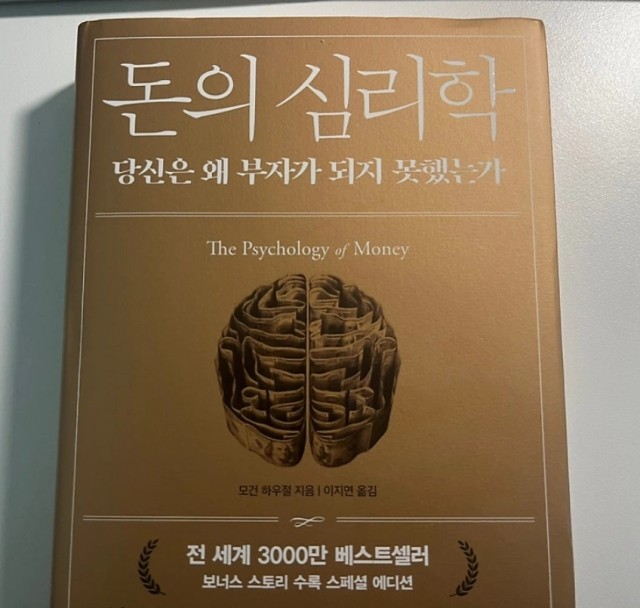 돈의 심리학
당신은 왜 부자가 되지 못했는가
The Psychology of Money
모건 하우절 지음 | 이지연 옮김
전 세계 3000만 베스트셀러
보너스 스토리 수록 스페셜 에디션